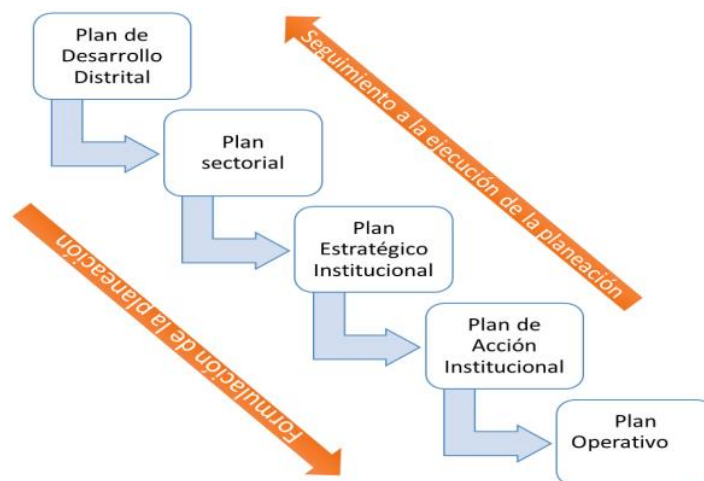 Plan de
Desarrollo
Distrital
Seguimiento a la ejecución de la planeación
Plan
sectorial
Plan
Estratégico
Institucional
Formulación de la planeación
Plan de
Acción
Institucional
Plan
Operativo